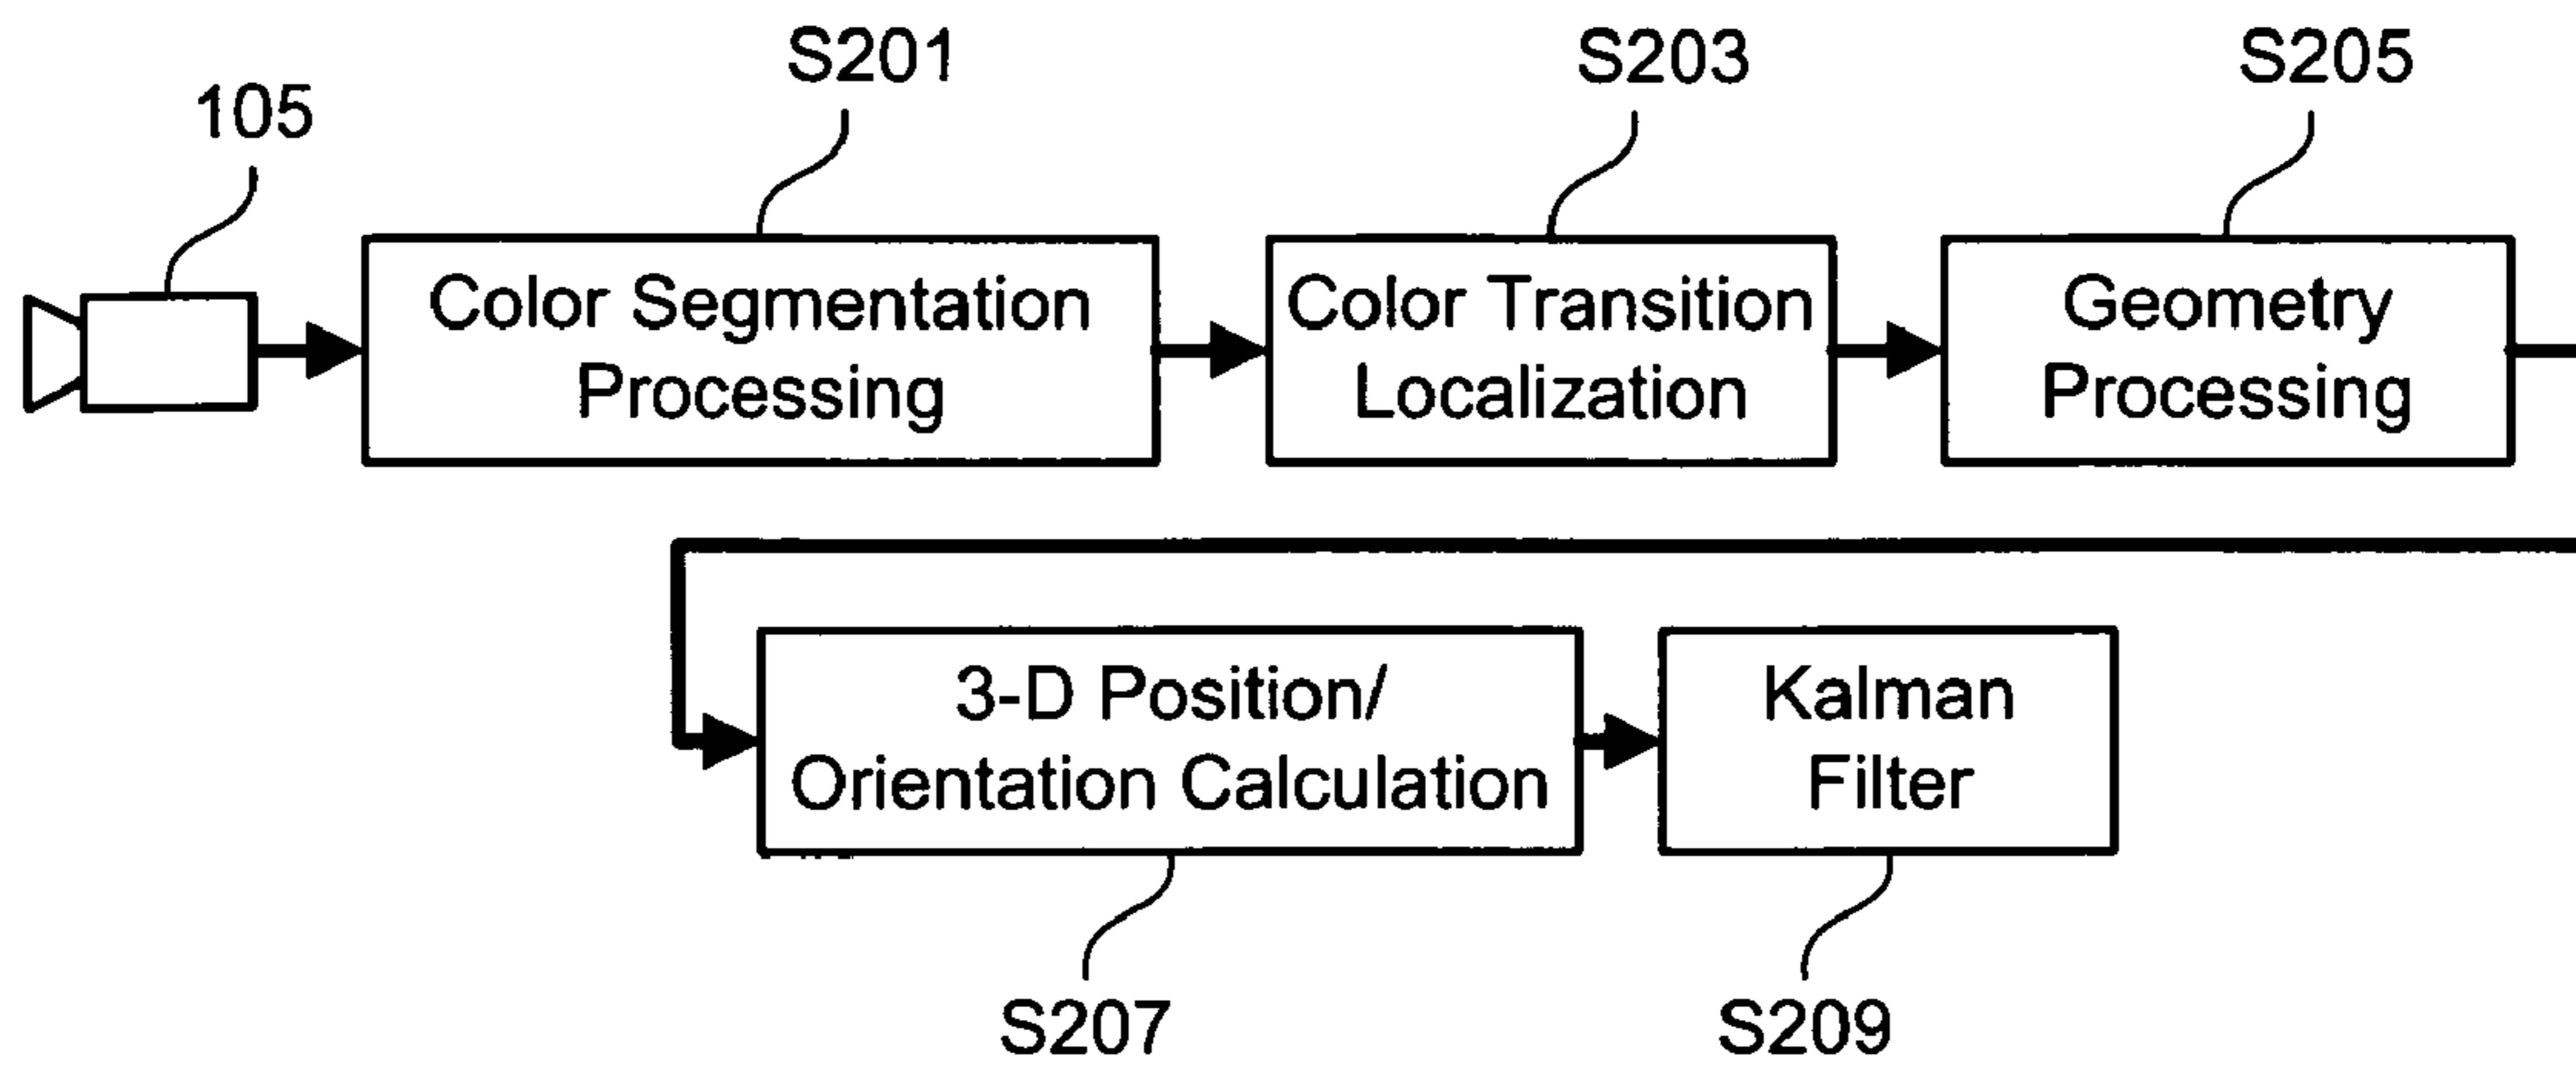 105
S201
S203
S205
Color Segmentation
Processing
Color Transition
Localization
Geometry
Processing
3-D Position/
Orientation Calculation
Kalman
Filter
S207
S209